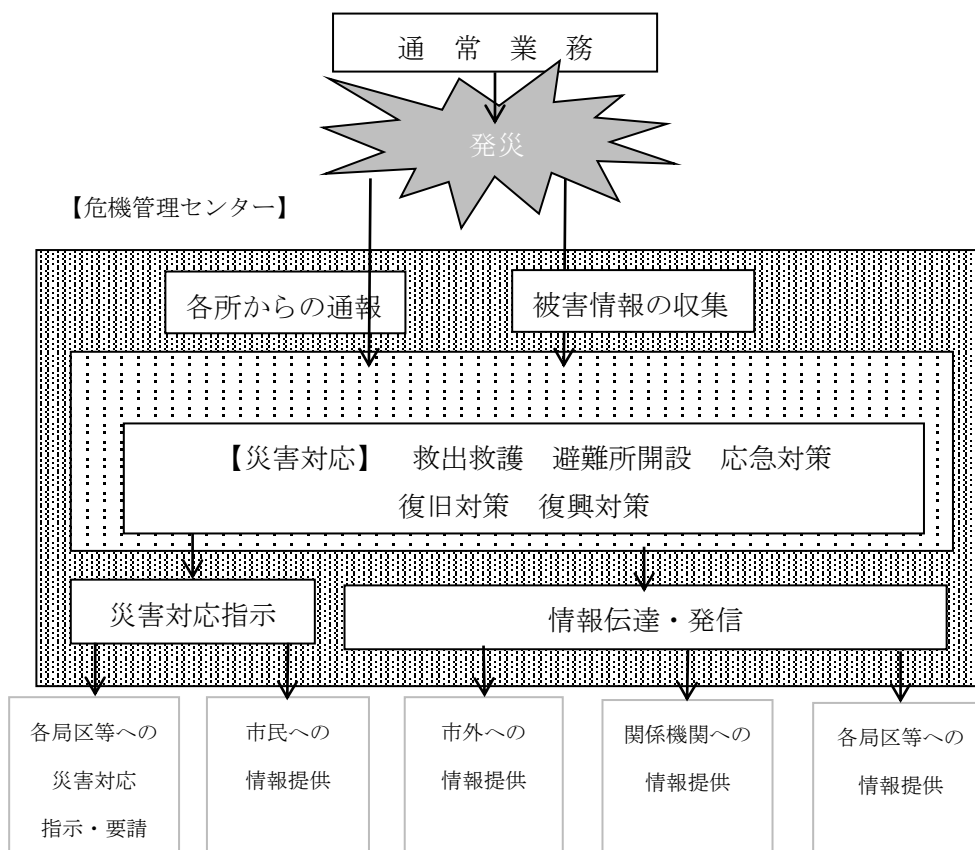 通常業務
発災
【危機管理センター】
各所からの通報
被害情報の収集
【災害対応】 救出救護 避難所開設 応急対策
復旧対策 復興対策
災害対応指示
情報伝達・発信
各局区等への
災害対応
指示・要請
市民への
情報提供
市外への
情報提供
関係機関への
情報提供
各局区等への
情報提供